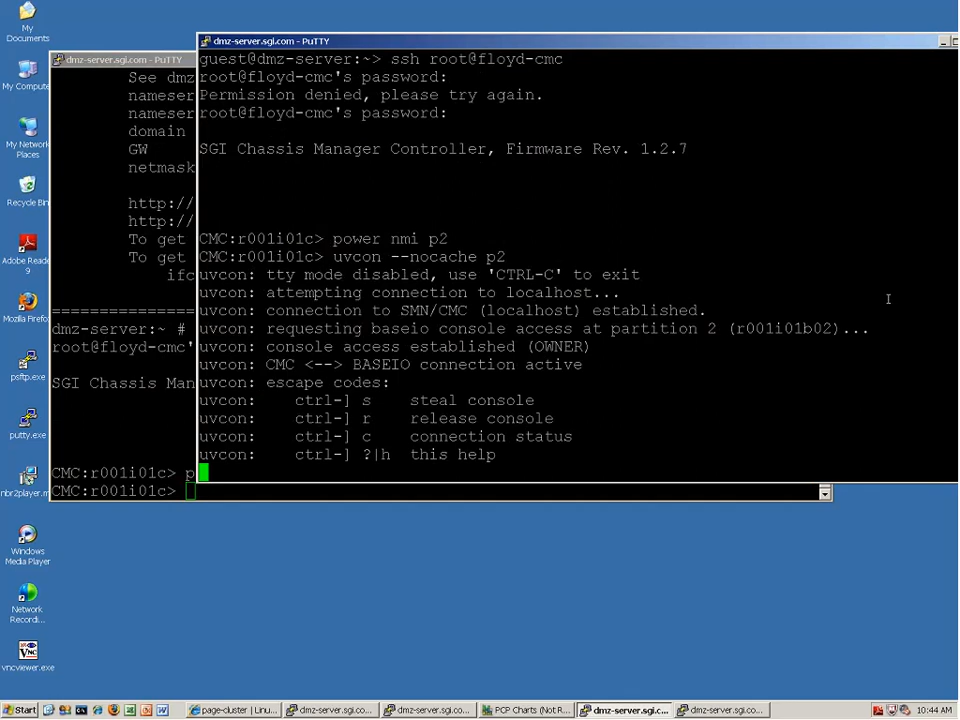 My
Documents
My Compute
My Network
Places
Recycle Bin
Adobe Reade
9
Mozilla Firefo
psftp.exe
putty.exe
nbr2player.m
Windows
Media Player
Network
Recordi...
vncviewer.exe
dmz-server.sgi.com - PuTTY
See dmz
nameser
nameser
domain
GW
netmask
http://
http://
To get
To get
ifc
===============
dmz-server:~ #
root@floyd-cmc'
SGI Chassis Man
CMC:r001i01c> p
CMC:r001i01c>
dmz-server.sgi.com - PuTTY
guest@dmz-server:~> ssh root@floyd-cmc
root@floyd-cmc's password:
Permission denied, please try again.
root@floyd-cmc's password:
SGI Chassis Manager Controller, Firmware Rev. 1.2.7
CMC:r001i01c> power nmi p2
CMC:r001i01c> uvcon --nocache p2
uvcon: tty mode disabled, use 'CTRL-C' to exit
uvcon: attempting connection to localhost...
uvcon: connection to SMN/CMC (localhost) established.
uvcon: requesting baseio console access at partition 2 (r001i01b02)...
uvcon: console access established (OWNER)
uvcon: CMC <--> BASEIO connection active
uvcon: escape codes:
uvcon:    ctrl-] s    steal console
uvcon:    ctrl-] r    release console
uvcon:    ctrl-] c    connection status
uvcon:    ctrl-] ?|h  this help
Start
page-cluster | Linu...
dmz-server.sgi.co...
dmz-server.sgi.co...
PCP Charts (Not R...
dmz-server.sgi.c...
dmz-server.sgi.co...
10:44 AM